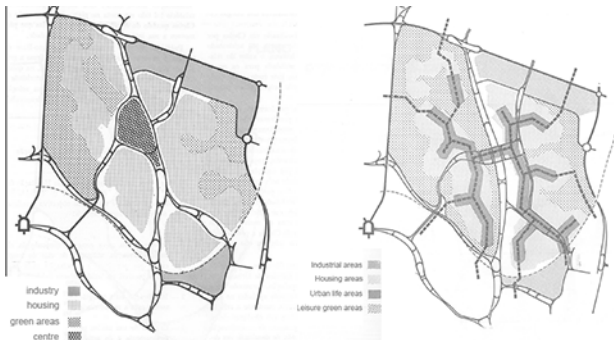 industry
housing
green areas
centre
Industrial areas
Housing areas
Urban life areas
Leisure green areas